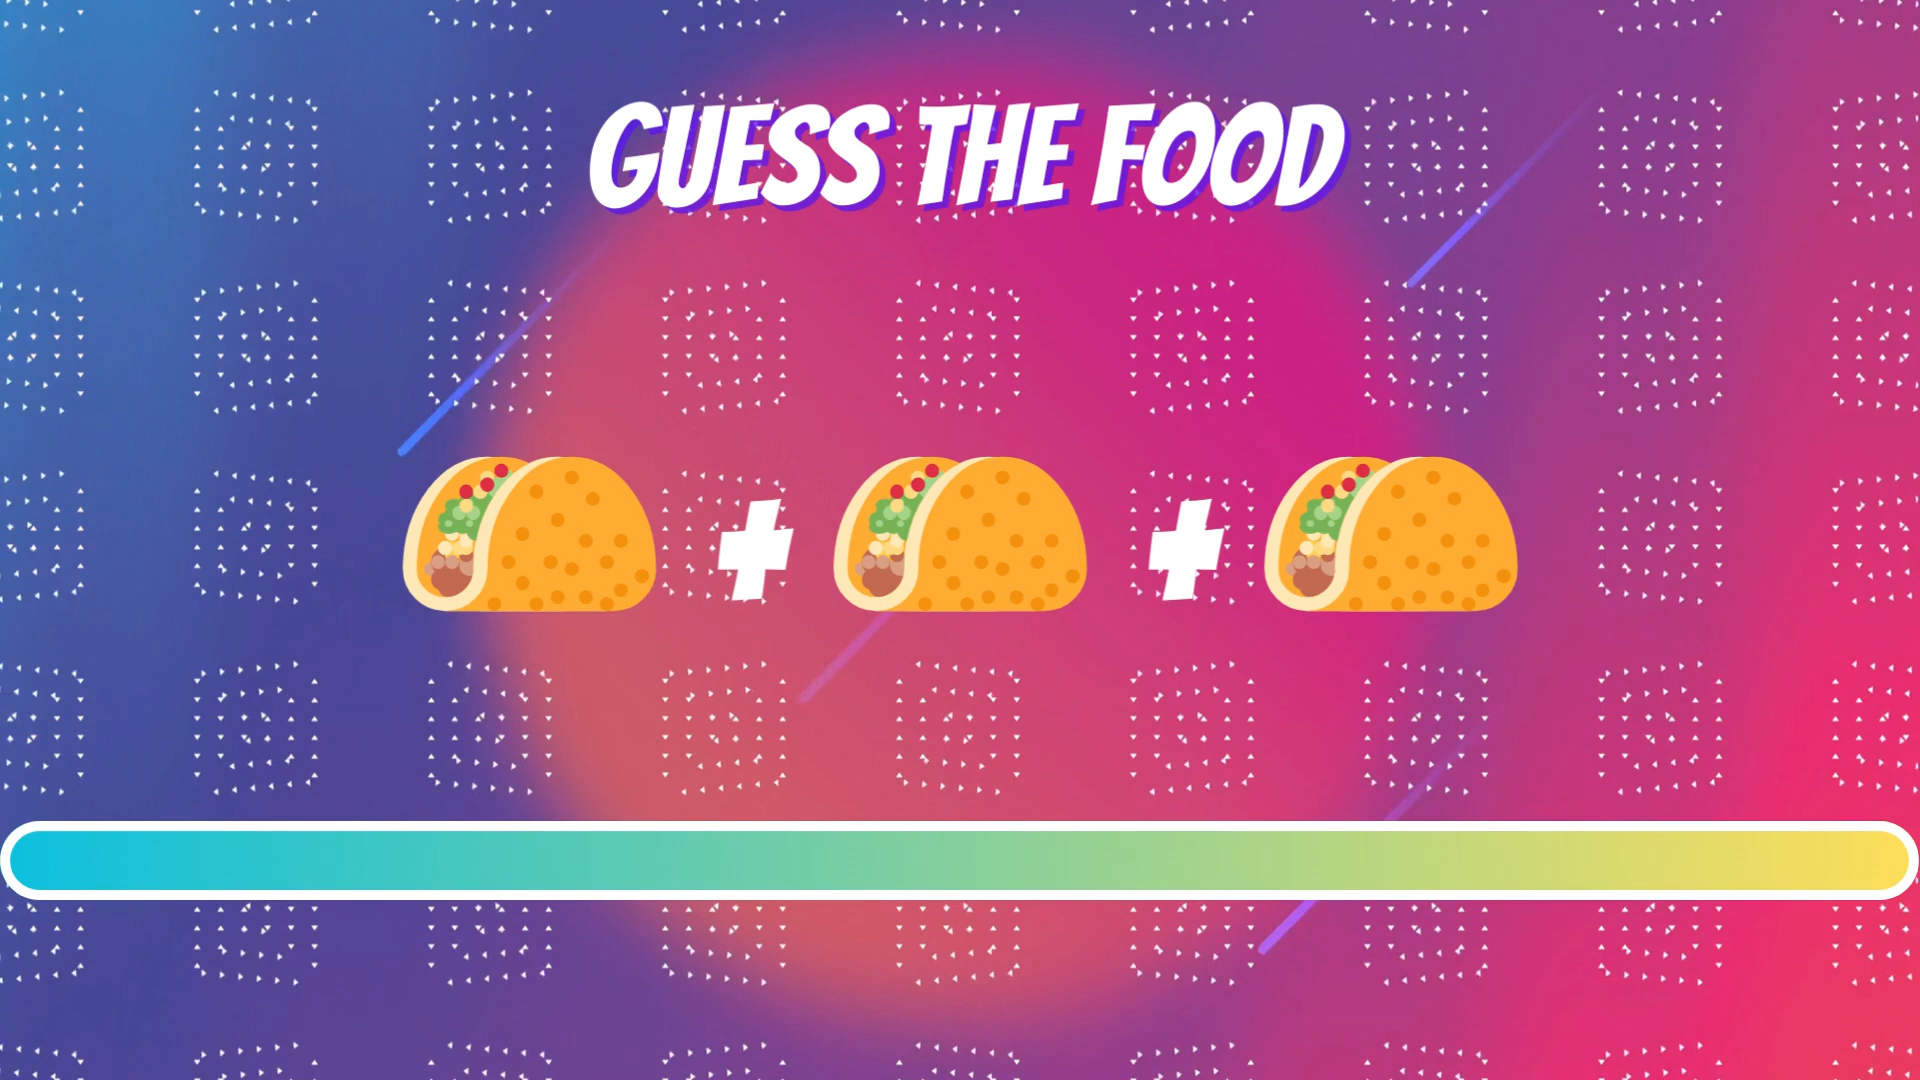 GUESS THE FOOD
+ +